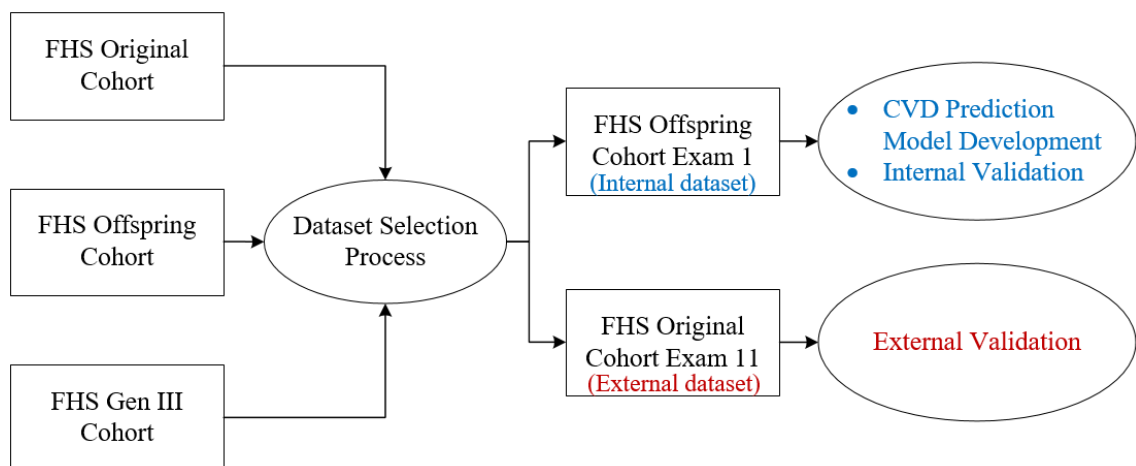 FHS Original
Cohort
FHS Offspring
Cohort
FHS Gen III
Cohort
Dataset Selection
Process
FHS Offspring
Cohort Exam 1
(Internal dataset)
FHS Original
Cohort Exam 11
(External dataset)
• CVD Prediction
Model Development
• Internal Validation
External Validation